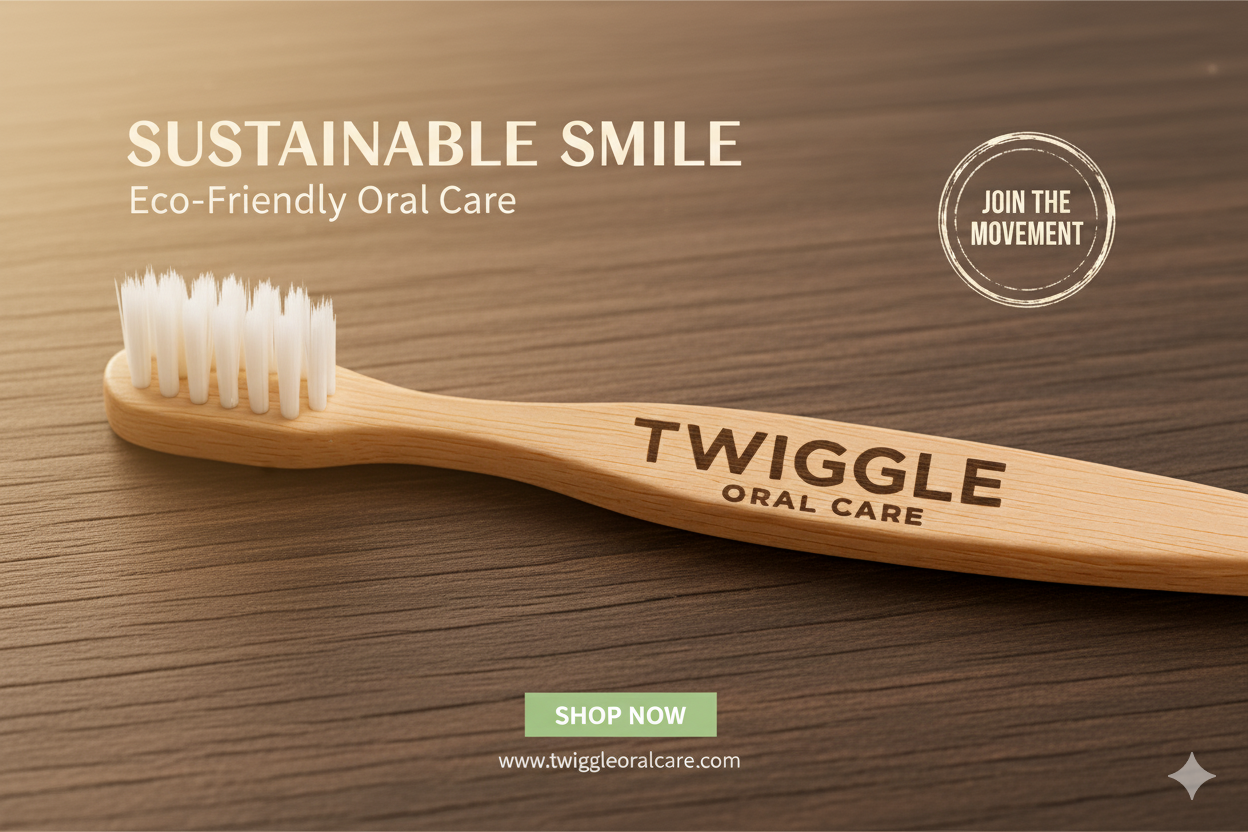 SUSTAINABLE SMILE
Eco-Friendly Oral Care
JOIN THE
MOVEMENT
TWIGGLE
ORAL CARE
SHOP NOW
www.twiggleoralcare.com